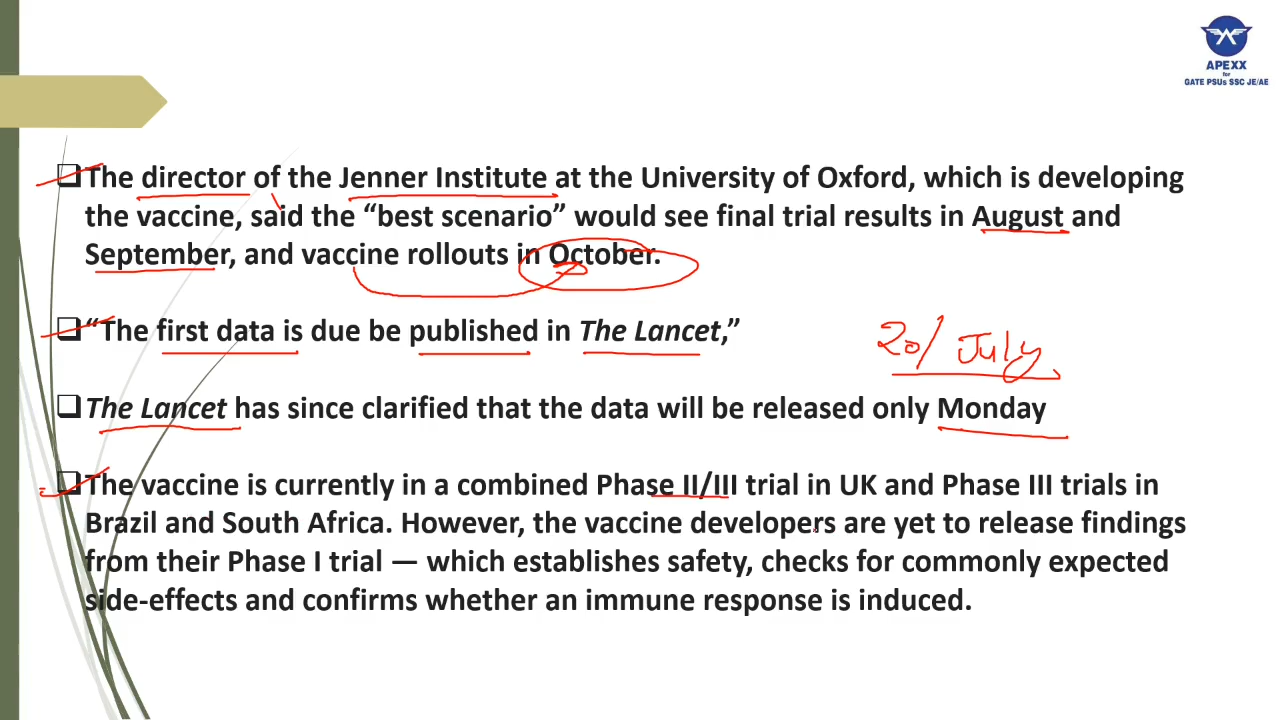 APEXX
for
GATE PSUs SSC JE/AE
The director of the Jenner Institute at the University of Oxford, which is developing
the vaccine, said the “best scenario” would see final trial results in August and
September, and vaccine rollouts in October.
“The first data is due be published in The Lancet,”
20/ July
The Lancet has since clarified that the data will be released only Monday
The vaccine is currently in a combined Phase II/III trial in UK and Phase III trials in
Brazil and South Africa. However, the vaccine developers are yet to release findings
from their Phase I trial — which establishes safety, checks for commonly expected
side-effects and confirms whether an immune response is induced.